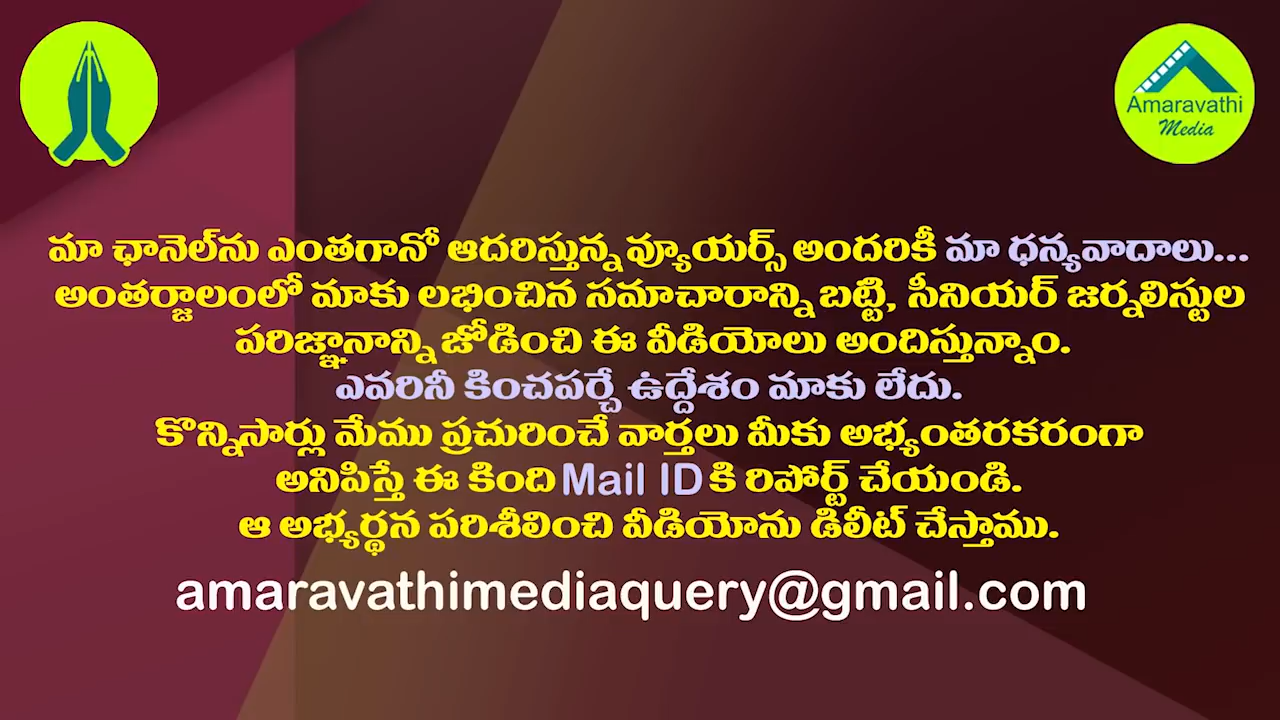 Amaravathi
Media
మా ఛానెల్‌ను ఎంతగానో ఆదరిస్తున్న వ్యూయర్స్ అందరికీ మా ధన్యవాదాలు...
అంతర్జాలంలో మాకు లభించిన సమాచారాన్ని బట్టి, సీనియర్ జర్నలిస్టుల
పరిజ్ఞానాన్ని జోడించి ఈ వీడియోలు అందిస్తున్నాం.
ఎవరినీ కించపర్చే ఉద్దేశం మాకు లేదు.
కొన్నిసార్లు మేము ప్రచురించే వార్తలు మీకు అభ్యంతరకరంగా
అనిపిస్తే ఈ కింది Mail ID కి రిపోర్ట్ చేయండి.
ఆ అభ్యర్థన పరిశీలించి వీడియోను డిలీట్ చేస్తాము.
amaravathimediaquery@gmail.com